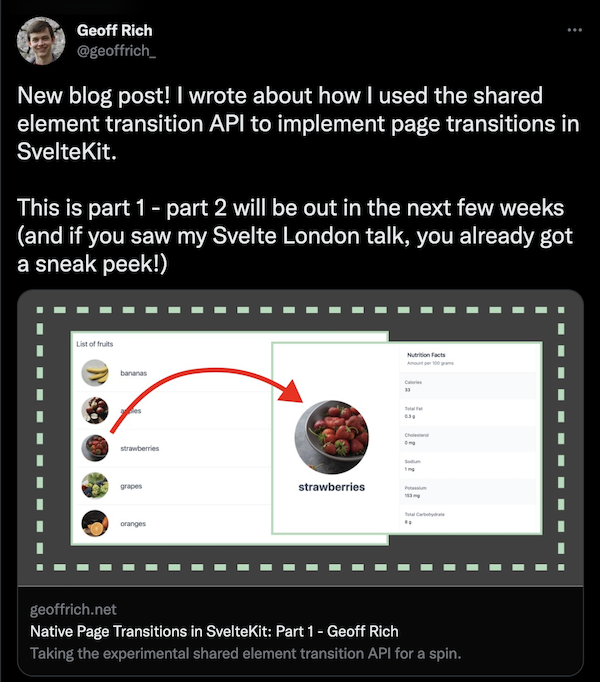 Geoff Rich
@geoffrich_
New blog post! I wrote about how I used the shared
element transition API to implement page transitions in
SvelteKit.
This is part 1 - part 2 will be out in the next few weeks
(and if you saw my Svelte London talk, you already got
a sneak peek!)
List of fruits
bananas
apples
strawberries
grapes
oranges
strawberries
Nutrition Facts
Amount per 100 grams
Calories
33
Total Fat
0.3 g
Cholesterol
0 mg
Sodium
1 mg
Potassium
153 mg
Total Carbohydrate
8 g
geoffrich.net
Native Page Transitions in SvelteKit: Part 1 - Geoff Rich
Taking the experimental shared element transition API for a spin.